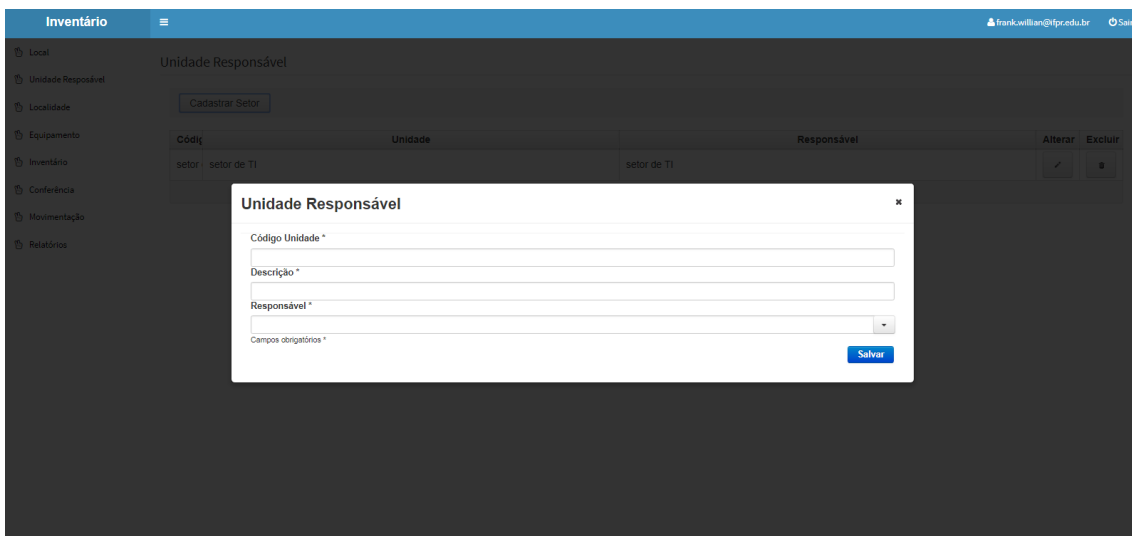 Inventário
frank.willian@ifpr.edu.br Sair
Local
Unidade Resposável
Localidade
Equipamento
Inventário
Conferência
Movimentação
Relatórios
Unidade Responsável
Cadastrar Setor
Códig Unidade Responsável Alterar Excluir
setor setor de TI setor de TI
Unidade Responsável
Código Unidade *
Descrição *
Responsável *
Campos obrigatórios *
Salvar